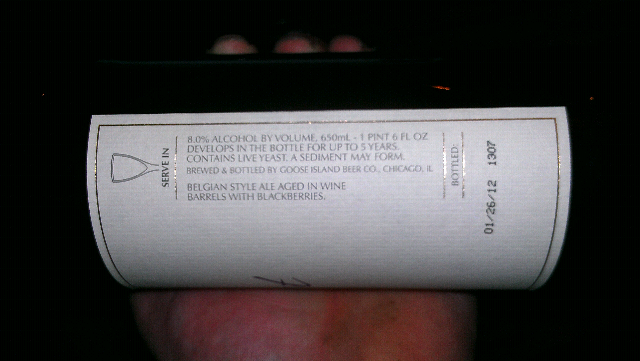 SERVE IN
8.0% ALCOHOL BY VOLUME, 650mL - 1 PINT 6 FL OZ
DEVELOPS IN THE BOTTLE FOR UP TO 5 YEARS.
CONTAINS LIVE YEAST. A SEDIMENT MAY FORM.
BREWED & BOTTLED BY GOOSE ISLAND BEER CO., CHICAGO, IL
BELGIAN STYLE ALE AGED IN WINE
BARRELS WITH BLACKBERRIES.
BOTTLED:
01/26/12 1307